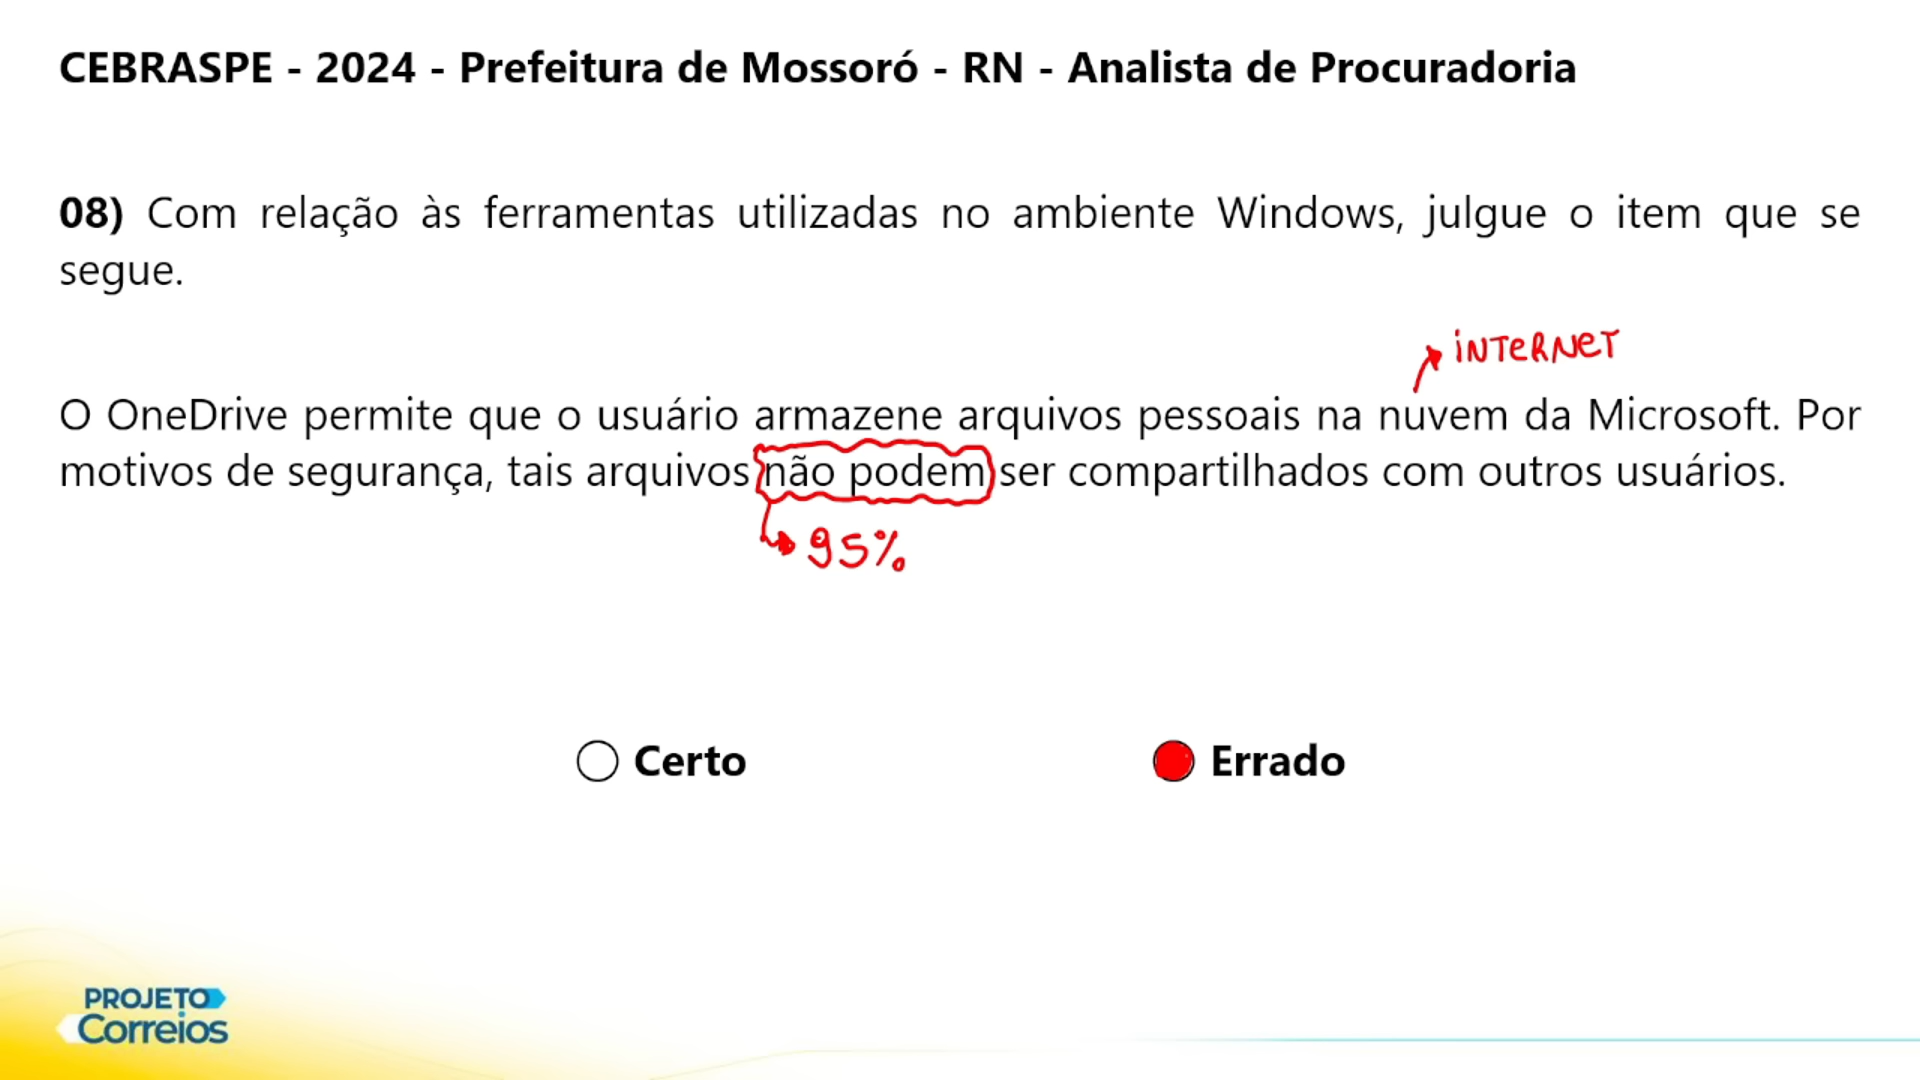 CEBRASPE - 2024 - Prefeitura de Mossoró - RN - Analista de Procuradoria
08) Com relação às ferramentas utilizadas no ambiente Windows, julgue o item que se
segue.
INTERNET
O OneDrive permite que o usuário armazene arquivos pessoais na nuvem da Microsoft. Por
motivos de segurança, tais arquivos não podem ser compartilhados com outros usuários.
95%
Certo
Errado
PROJETO
Correios